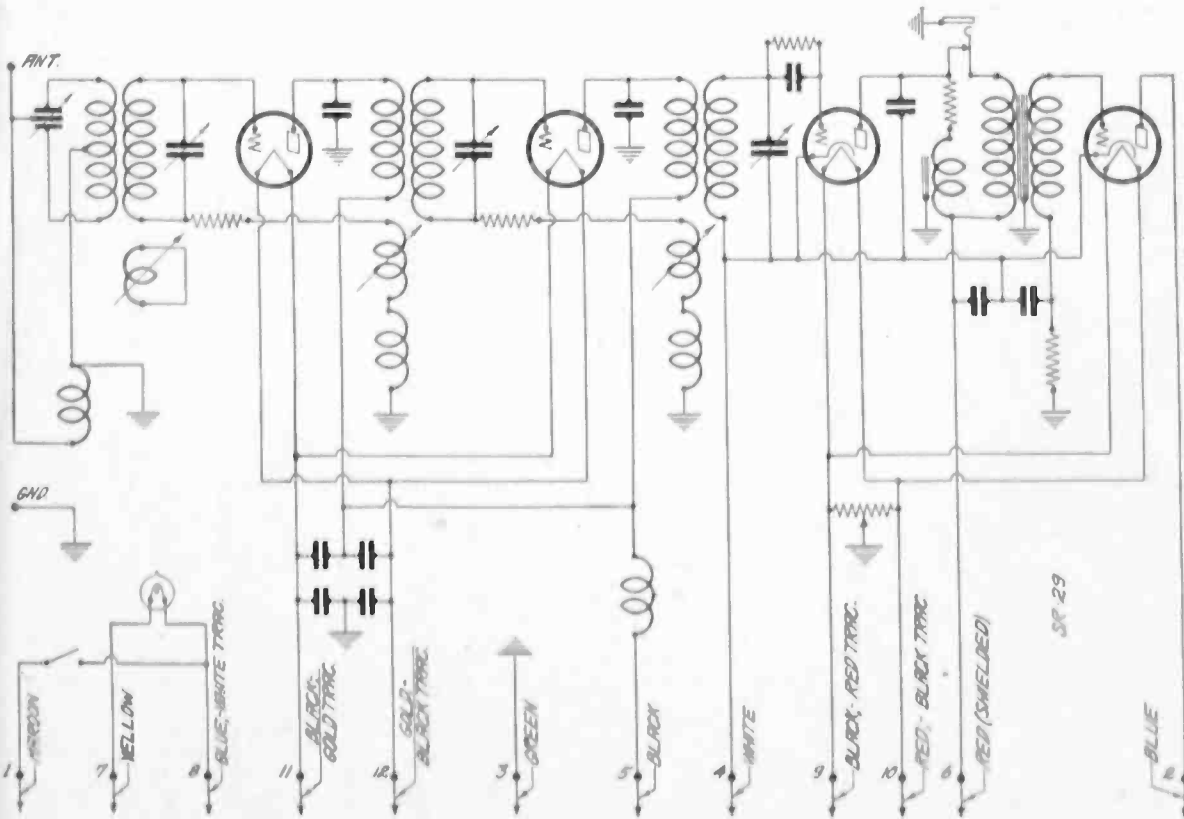 ANT.
GND.
SR-29
1
MAROON
7
YELLOW
8
BLUE, WHITE TRAC.
11
BLACK-
GOLD TRAC.
12
GOLD-
BLACK TRAC.
3
GREEN
5
BLACK
4
WHITE
9
BLACK,- RED TRAC.
10
RED,- BLACK TRAC.
6
RED (SHIELDED)
2
BLUE